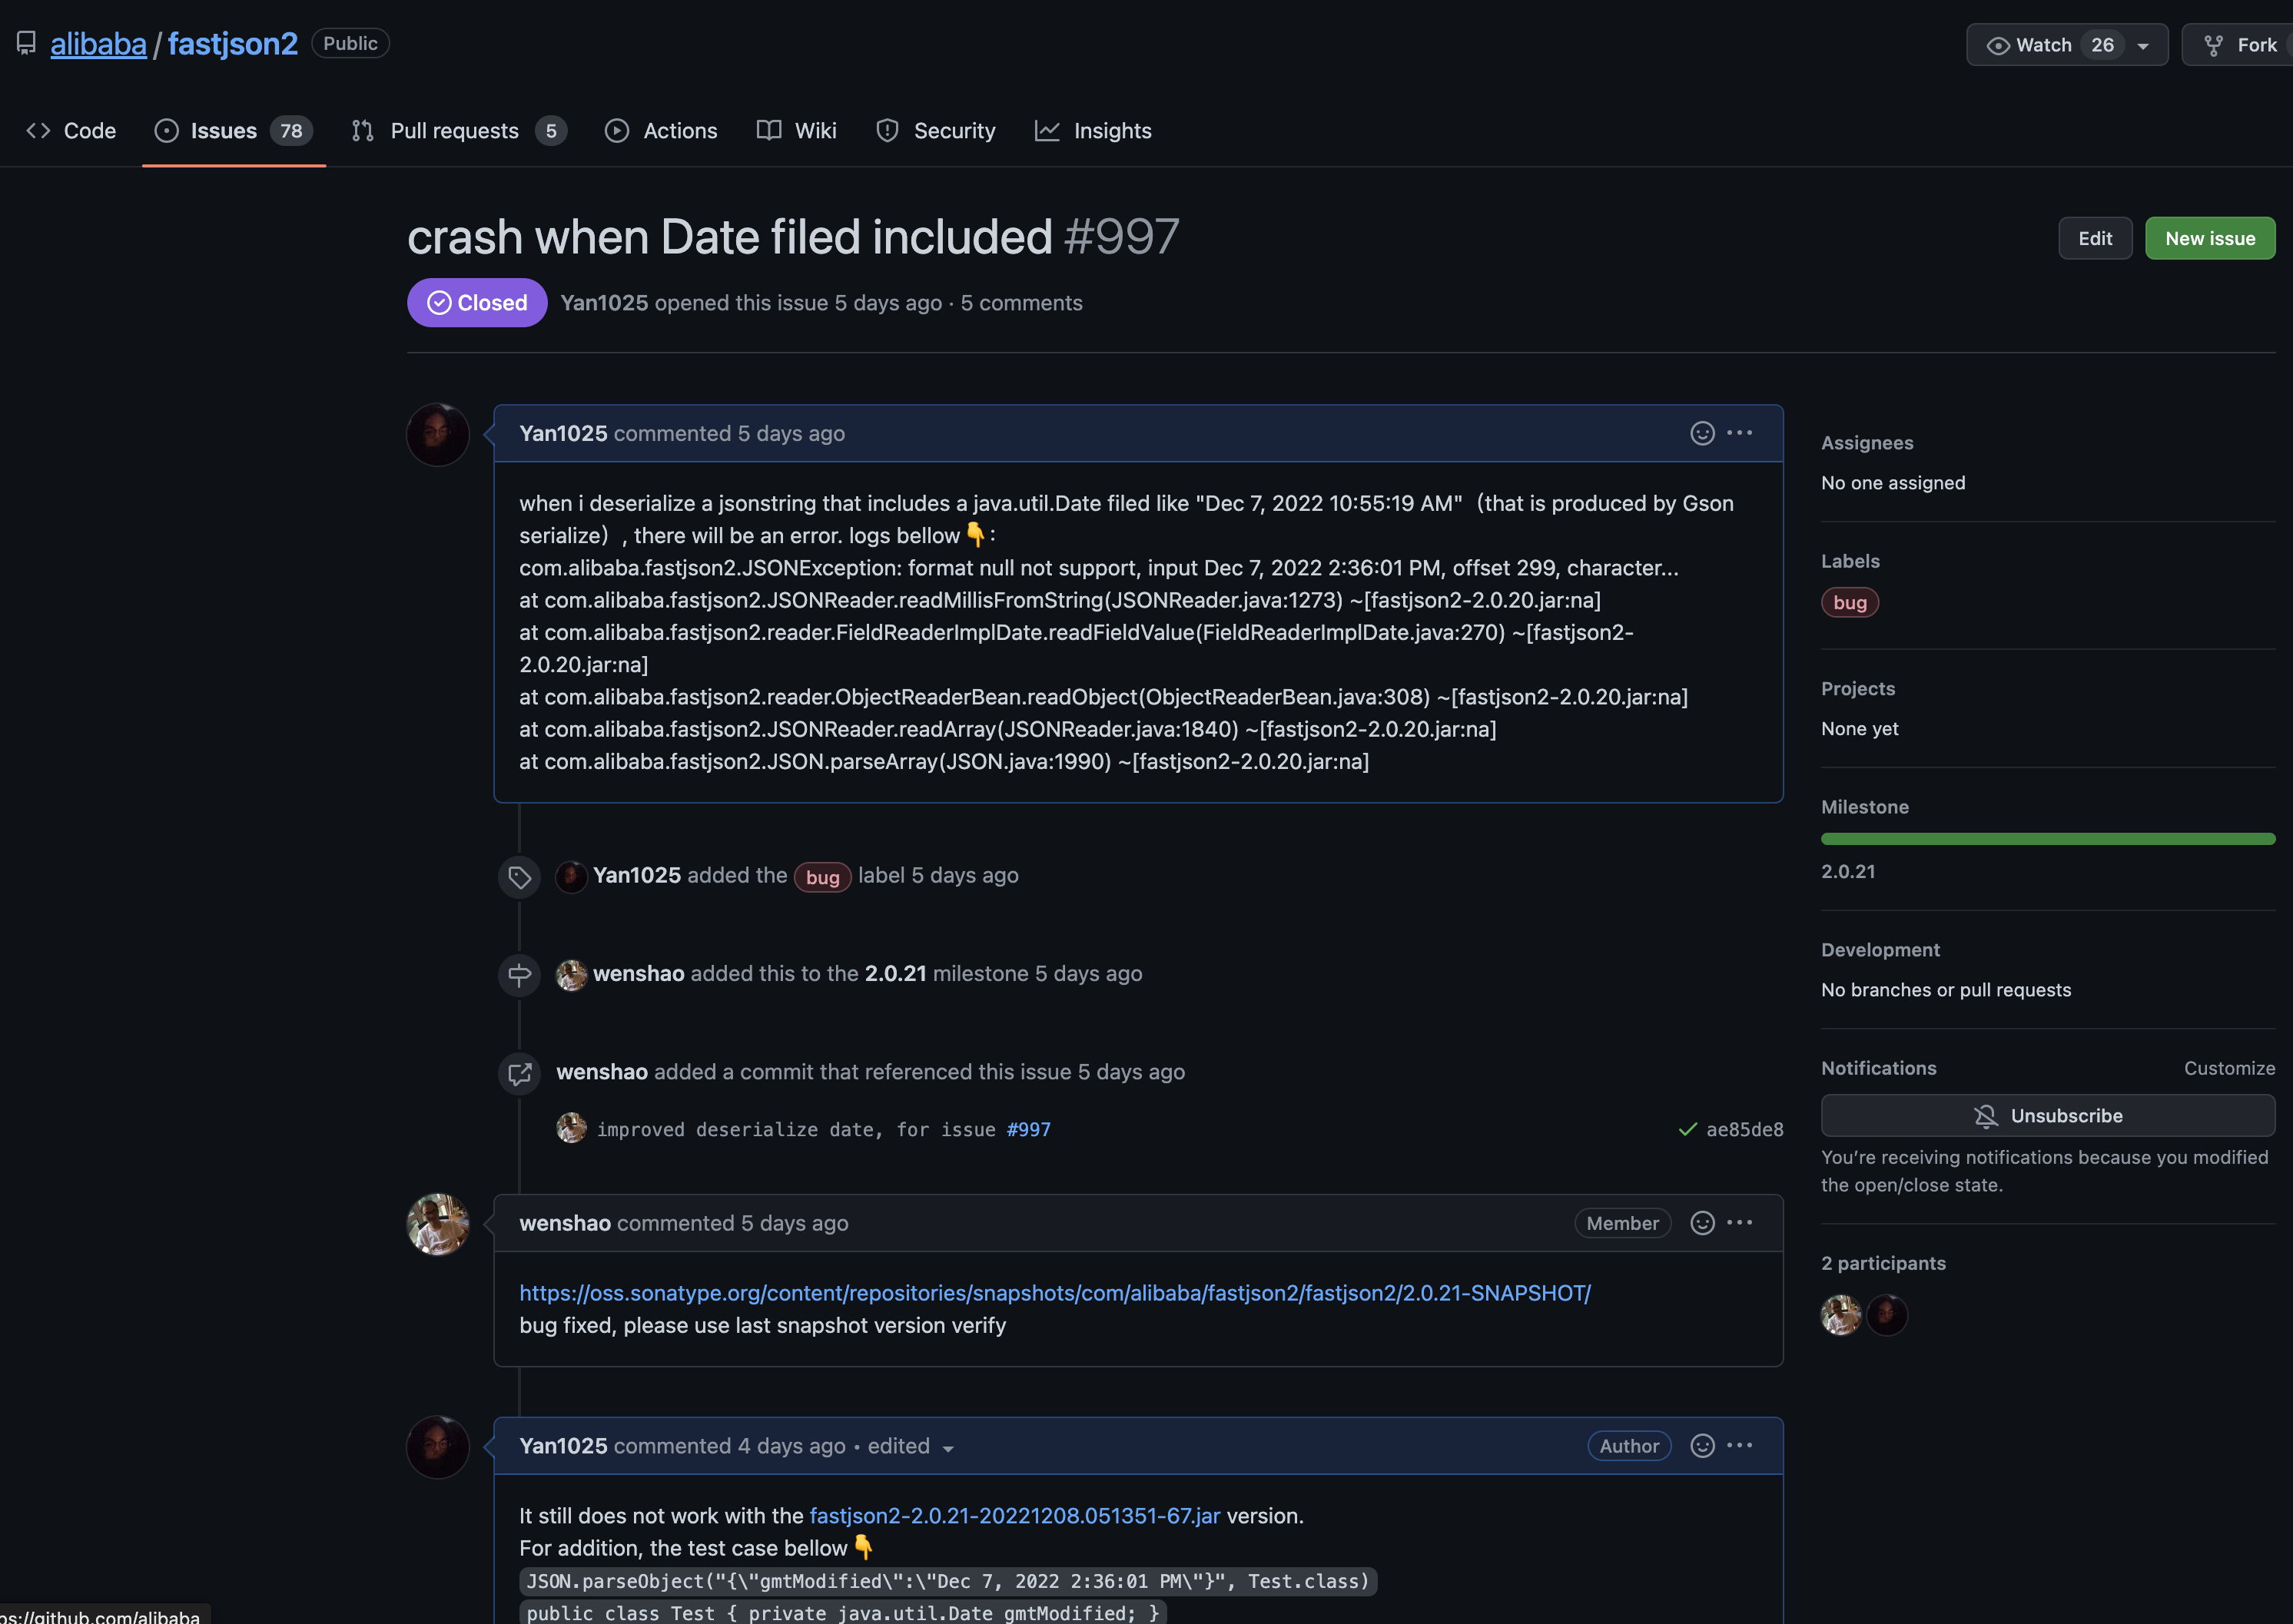 alibaba / fastjson2 Public
Watch 26
Fork
Code
Issues 78
Pull requests 5
Actions
Wiki
Security
Insights
crash when Date filed included #997
Edit
New issue
Closed
Yan1025 opened this issue 5 days ago · 5 comments
Yan1025 commented 5 days ago
when i deserialize a jsonstring that includes a java.util.Date filed like "Dec 7, 2022 10:55:19 AM"（that is produced by Gson
serialize）, there will be an error. logs bellow👇:
com.alibaba.fastjson2.JSONException: format null not support, input Dec 7, 2022 2:36:01 PM, offset 299, character...
at com.alibaba.fastjson2.JSONReader.readMillisFromString(JSONReader.java:1273) ~[fastjson2-2.0.20.jar:na]
at com.alibaba.fastjson2.reader.FieldReaderImplDate.readFieldValue(FieldReaderImplDate.java:270) ~[fastjson2-
2.0.20.jar:na]
at com.alibaba.fastjson2.reader.ObjectReaderBean.readObject(ObjectReaderBean.java:308) ~[fastjson2-2.0.20.jar:na]
at com.alibaba.fastjson2.JSONReader.readArray(JSONReader.java:1840) ~[fastjson2-2.0.20.jar:na]
at com.alibaba.fastjson2.JSON.parseArray(JSON.java:1990) ~[fastjson2-2.0.20.jar:na]
Yan1025 added the bug label 5 days ago
wenshao added this to the 2.0.21 milestone 5 days ago
wenshao added a commit that referenced this issue 5 days ago
improved deserialize date, for issue #997
ae85de8
wenshao commented 5 days ago
Member
https://oss.sonatype.org/content/repositories/snapshots/com/alibaba/fastjson2/fastjson2/2.0.21-SNAPSHOT/
bug fixed, please use last snapshot version verify
Yan1025 commented 4 days ago • edited
Author
It still does not work with the fastjson2-2.0.21-20221208.051351-67.jar version.
For addition, the test case bellow👇
JSON.parseObject("{\"gmtModified\":\"Dec 7, 2022 2:36:01 PM\"}", Test.class)
public class Test { private java.util.Date gmtModified; }
Assignees
No one assigned
Labels
bug
Projects
None yet
Milestone
2.0.21
Development
No branches or pull requests
Notifications
Customize
Unsubscribe
You're receiving notifications because you modified
the open/close state.
2 participants
ps://github.com/alibaba